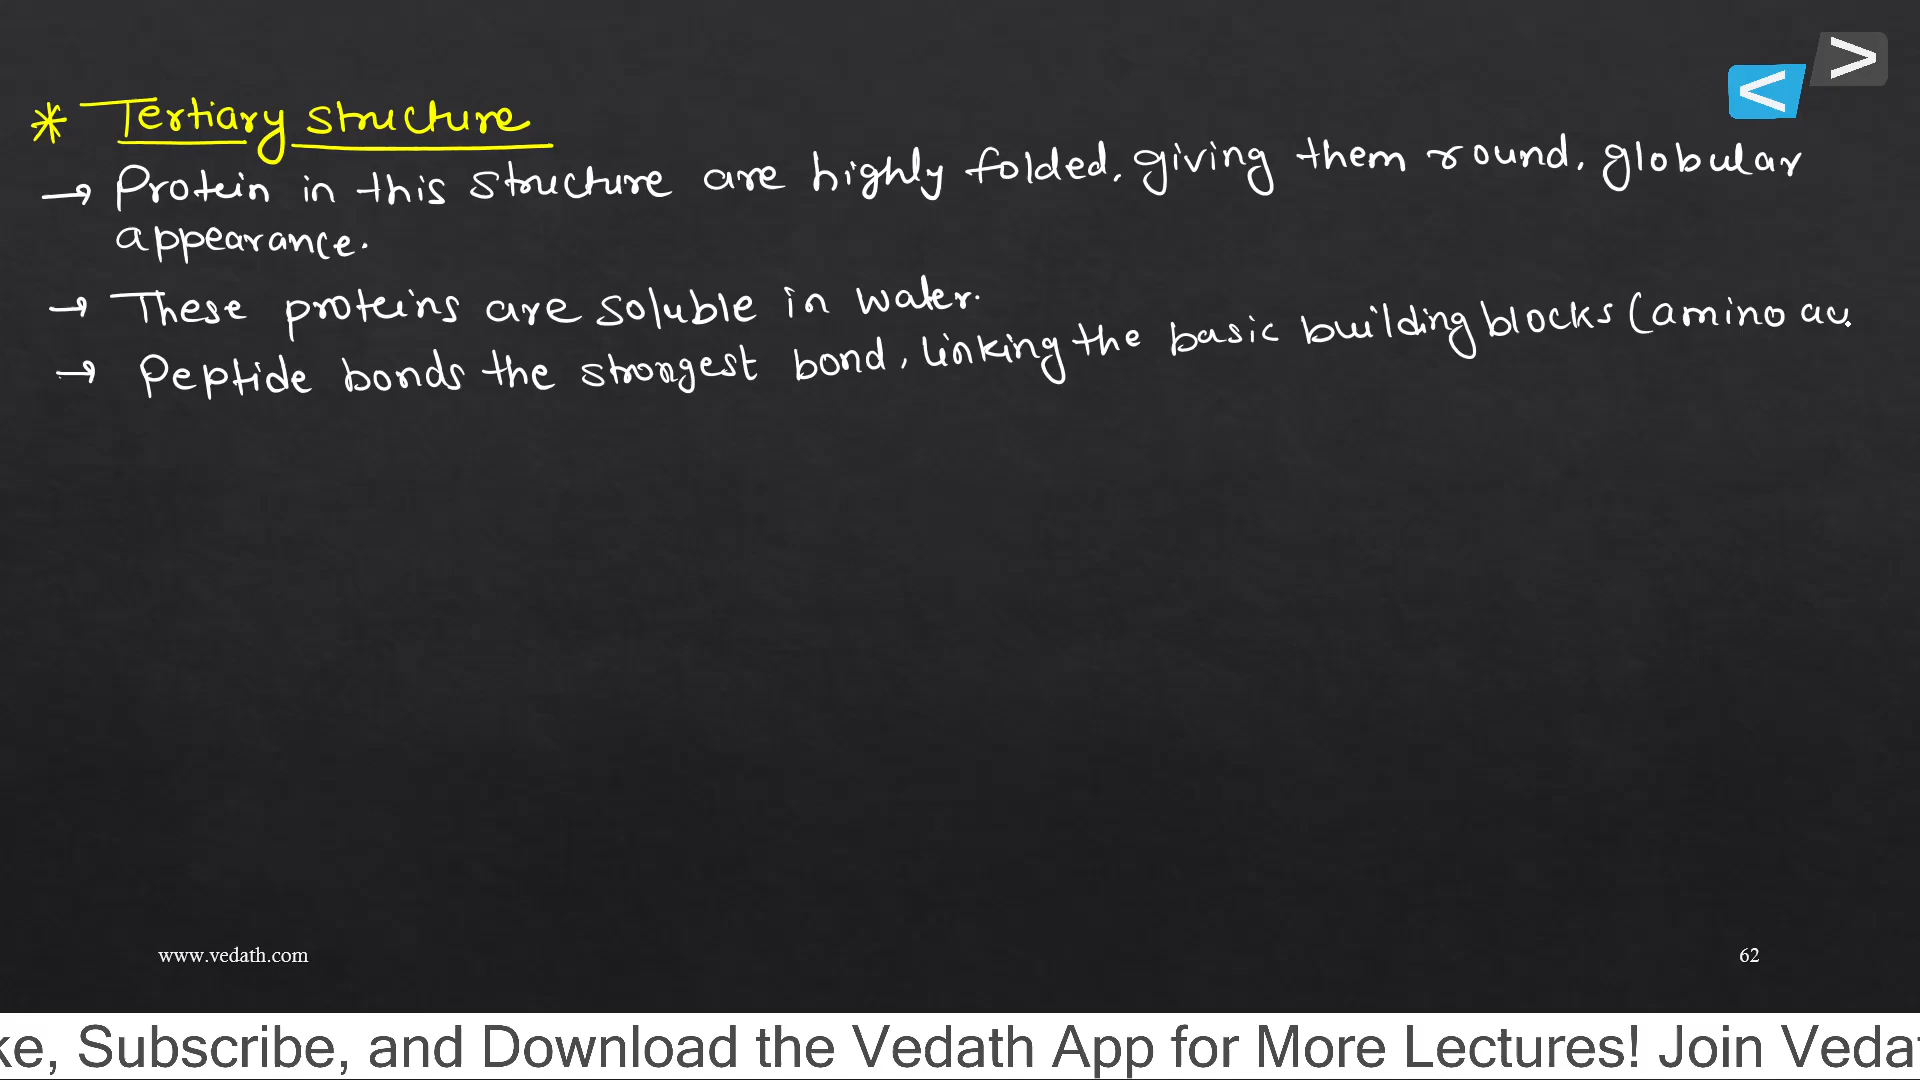 * Tertiary structure
→ Protein in this structure are highly folded, giving them round, globular
appearance.
→ These proteins are soluble in water.
→ Peptide bonds the strongest bond, linking the basic building blocks (amino
www.vedath.com
62
ke, Subscribe, and Download the Vedath App for More Lectures! Join Vedat